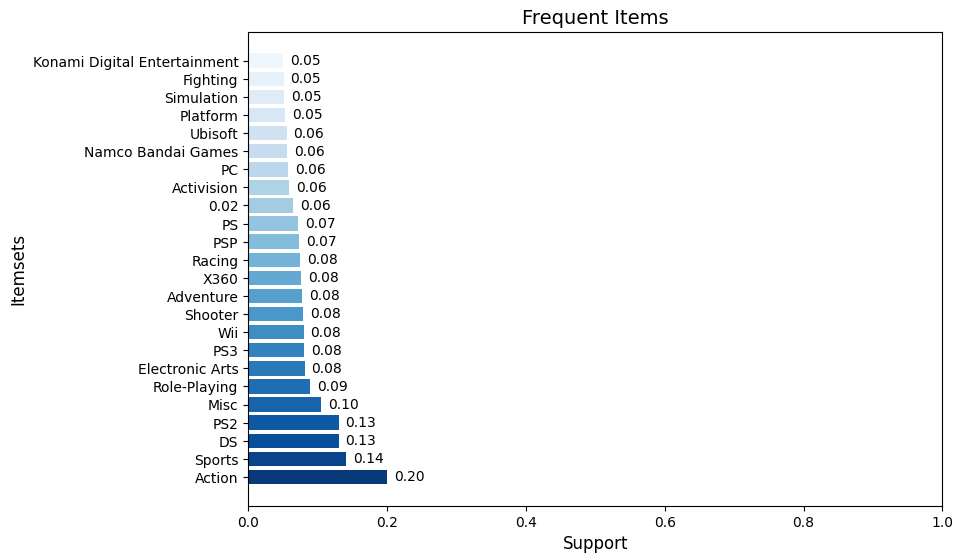 Frequent Items
Konami Digital Entertainment 0.05
Fighting 0.05
Simulation 0.05
Platform 0.05
Ubisoft 0.06
Namco Bandai Games 0.06
PC 0.06
Activision 0.06
0.02 0.06
PS 0.07
PSP 0.07
Racing 0.08
X360 0.08
Adventure 0.08
Shooter 0.08
Wii 0.08
PS3 0.08
Electronic Arts 0.08
Role-Playing 0.09
Misc 0.10
PS2 0.13
DS 0.13
Sports 0.14
Action 0.20
Itemsets
0.0 0.2 0.4 0.6 0.8 1.0
Support